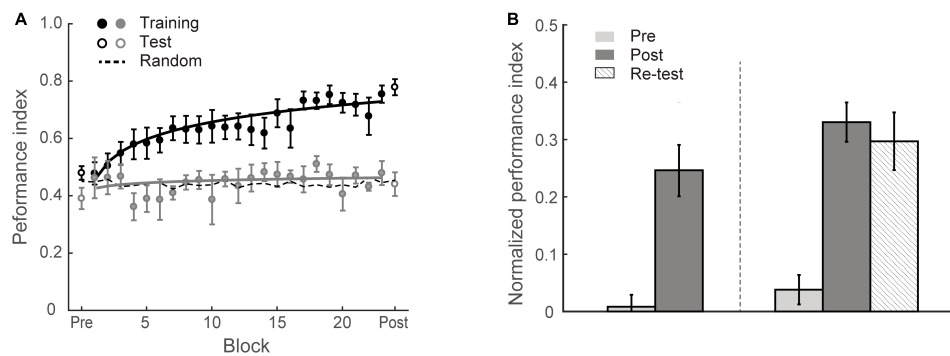 A
Peformance index
1.0
0.8
0.6
0.4
0.2
0
Training
Test
Random
Pre
5
10
15
20
Post
Block
B
Normalized performance index
0.5
0.4
0.3
0.2
0.1
0
Pre
Post
Re-test